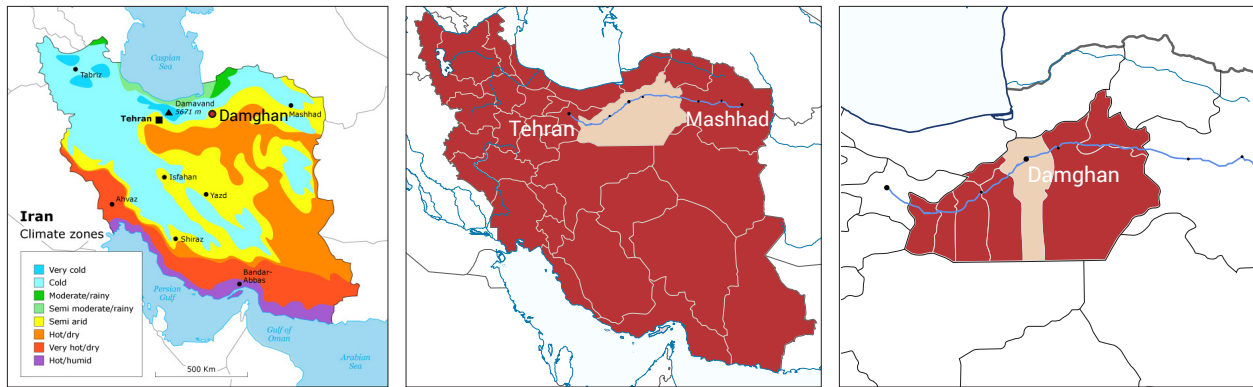 Caspian
Sea
Tabriz
Damavand
5671 m
Tehran
Damghan
Mashhad
Isfahan
Yazd
Ahvaz
Shiraz
Bandar-
Abbas
Iran
Climate zones
Very cold
Cold
Moderate/rainy
Semi moderate/rainy
Semi arid
Hot/dry
Very hot/dry
Hot/humid
Persian
Gulf
Gulf of
Oman
Arabian
Sea
500 Km
Tehran
Mashhad
Damghan